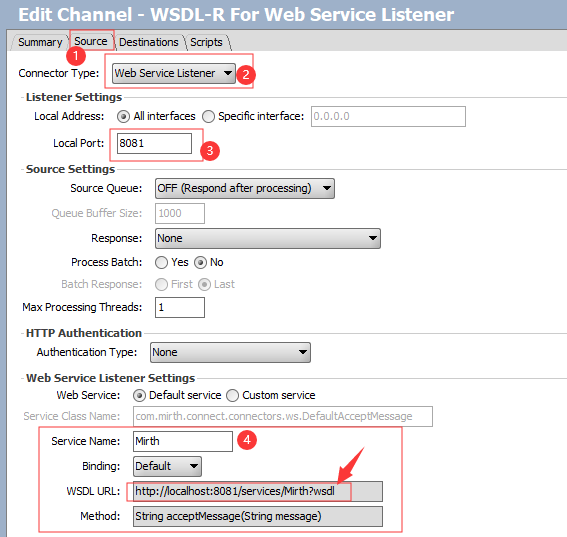 Edit Channel - WSDL-R For Web Service Listener
Summary Source Destinations Scripts
1
Connector Type: Web Service Listener 2
Listener Settings
Local Address: All interfaces Specific interface: 0.0.0.0
Local Port: 8081 3
Source Settings
Source Queue: OFF (Respond after processing)
Queue Buffer Size: 1000
Response: None
Process Batch: Yes No
Batch Response: First Last
Max Processing Threads: 1
HTTP Authentication
Authentication Type: None
Web Service Listener Settings
Web Service: Default service Custom service
Service Class Name: com.mirth.connect.connectors.ws.DefaultAcceptMessage
Service Name: Mirth 4
Binding: Default
WSDL URL: http://localhost:8081/services/Mirth?wsdl
Method: String acceptMessage(String message)